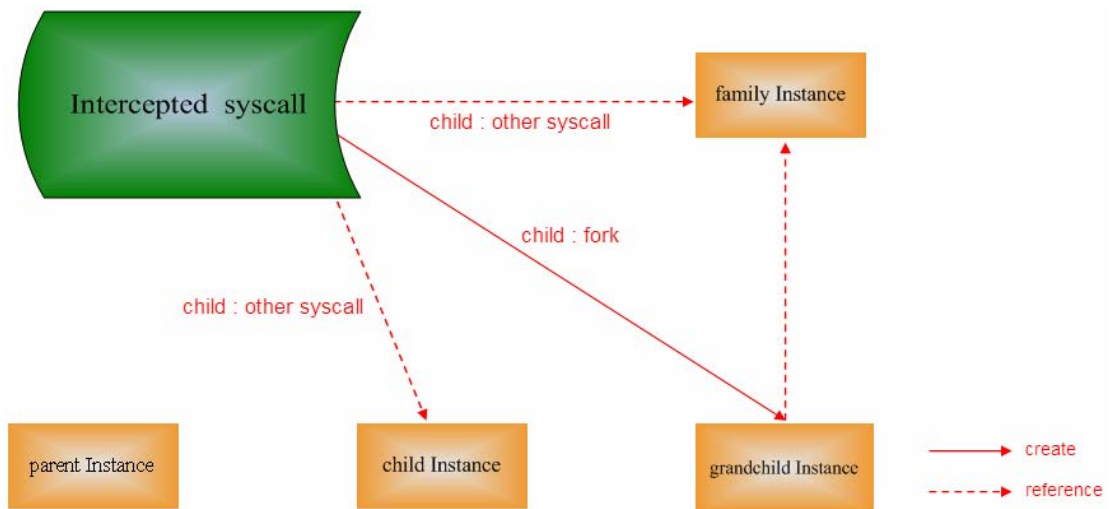 Intercepted syscall
family Instance
child : other syscall
child : fork
child : other syscall
parent Instance
child Instance
grandchild Instance
create
reference